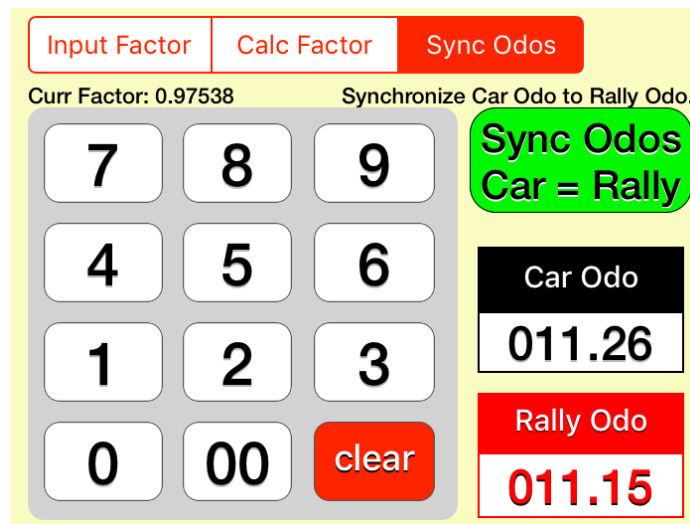 Input Factor Calc Factor Sync Odos
Curr Factor: 0.97538 Synchronize Car Odo to Rally Odo.
7 8 9
Sync Odos
Car = Rally
4 5 6
Car Odo
011.26
1 2 3
Rally Odo
011.15
0 00 clear